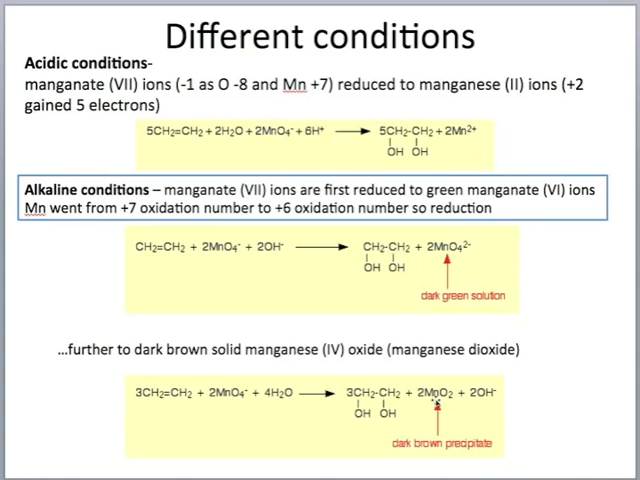 Different conditions
Acidic conditions-
manganate (VII) ions (-1 as O -8 and Mn +7) reduced to manganese (II) ions (+2
gained 5 electrons)
5CH₂=CH₂ + 2H₂O + 2MnO₄⁻ + 6H⁺ ⟶ 5CH₂-CH₂ + 2Mn²⁺
OH OH
Alkaline conditions – manganate (VII) ions are first reduced to green manganate (VI) ions
Mn went from +7 oxidation number to +6 oxidation number so reduction
CH₂=CH₂ + 2MnO₄⁻ + 2OH⁻ ⟶ CH₂-CH₂ + 2MnO₄²⁻
OH OH
dark green solution
...further to dark brown solid manganese (IV) oxide (manganese dioxide)
3CH₂=CH₂ + 2MnO₄⁻ + 4H₂O ⟶ 3CH₂-CH₂ + 2MnO₂ + 2OH⁻
OH OH
dark brown precipitate